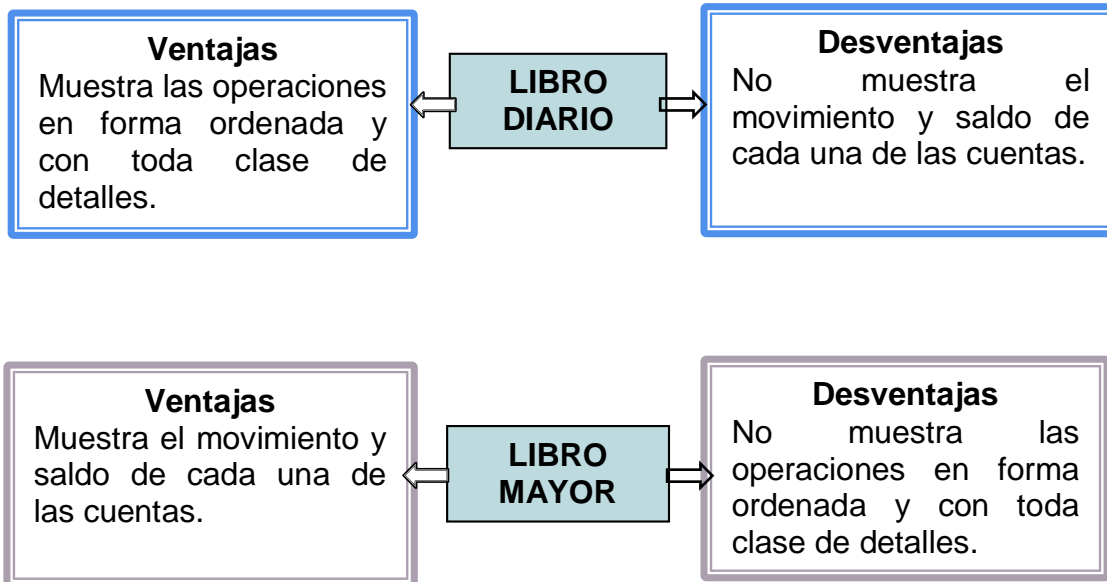 Ventajas
Muestra las operaciones
en forma ordenada y
con toda clase de
detalles.
LIBRO
DIARIO
Desventajas
No muestra el
movimiento y saldo de
cada una de las cuentas.
Ventajas
Muestra el movimiento y
saldo de cada una de
las cuentas.
LIBRO
MAYOR
Desventajas
No muestra las
operaciones en forma
ordenada y con toda
clase de detalles.